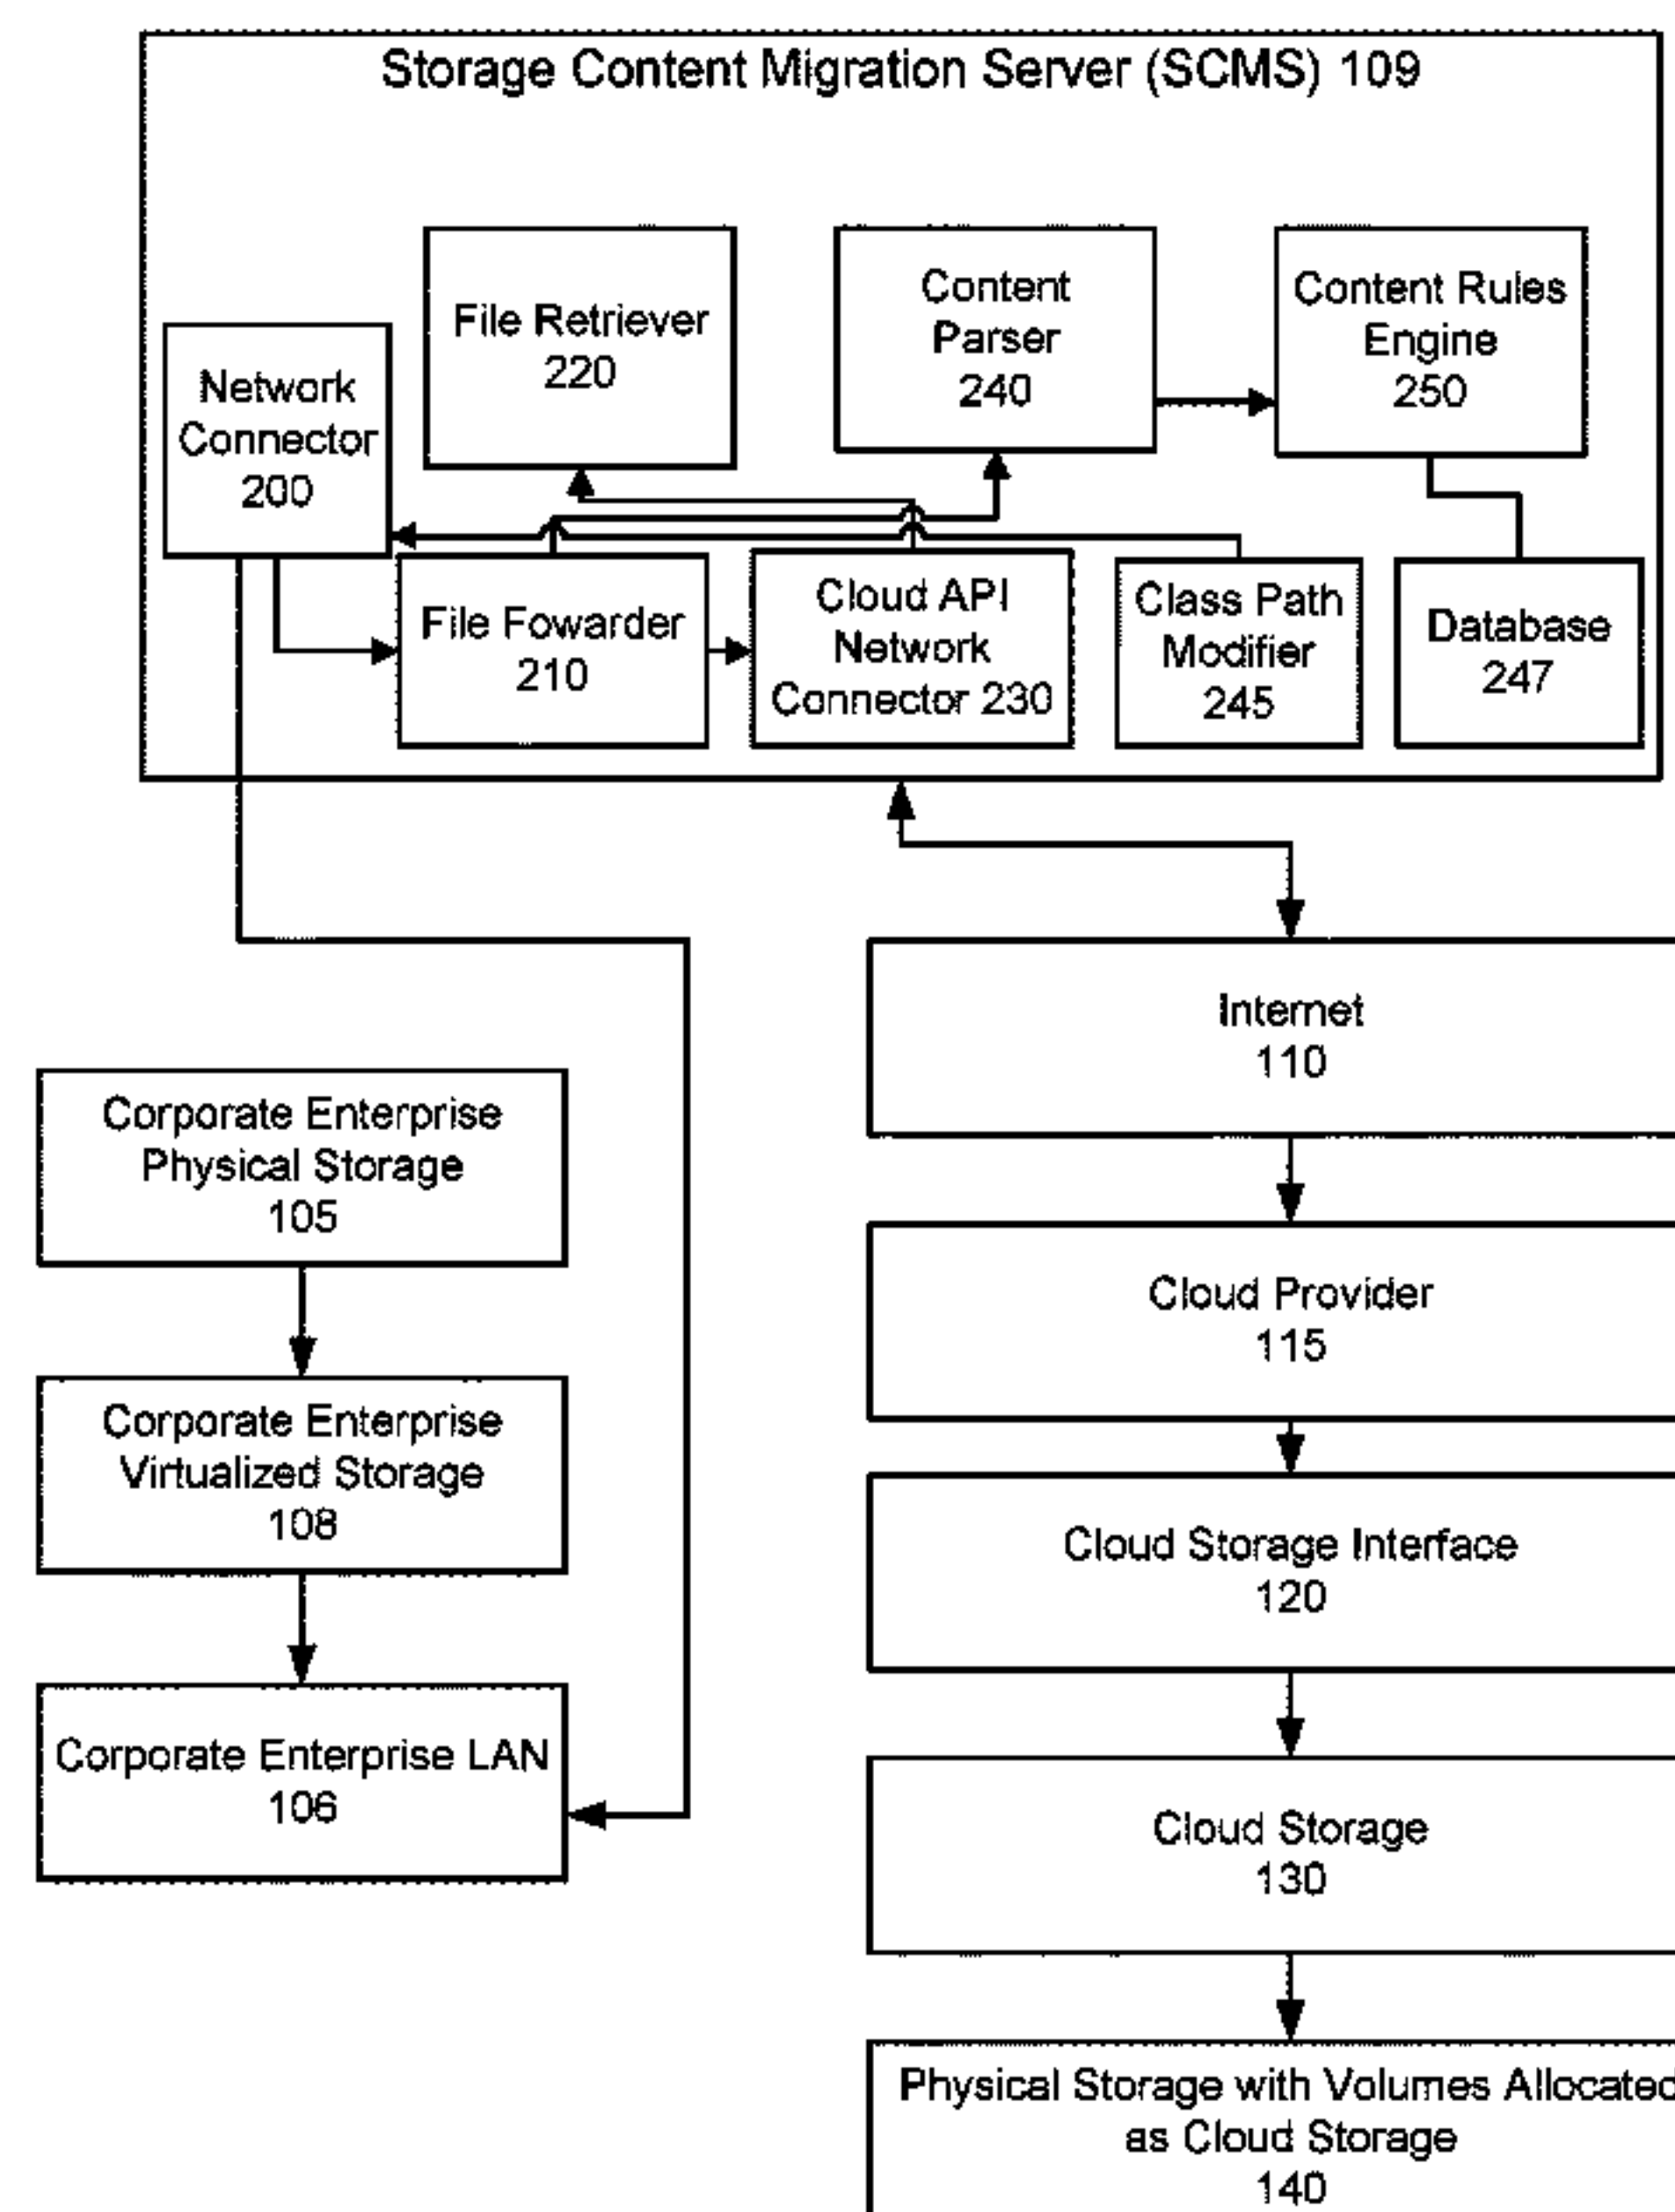 Storage Content Migration Server (SCMS) 109
Network
Connector
200
File Retriever
220
Content
Parser
240
Content Rules
Engine
250
File Fowarder
210
Cloud API
Network
Connector 230
Class Path
Modifier
245
Database
247
Internet
110
Corporate Enterprise
Physical Storage
105
Cloud Provider
115
Corporate Enterprise
Virtualized Storage
108
Cloud Storage Interface
120
Corporate Enterprise LAN
106
Cloud Storage
130
Physical Storage with Volumes Allocated
as Cloud Storage
140